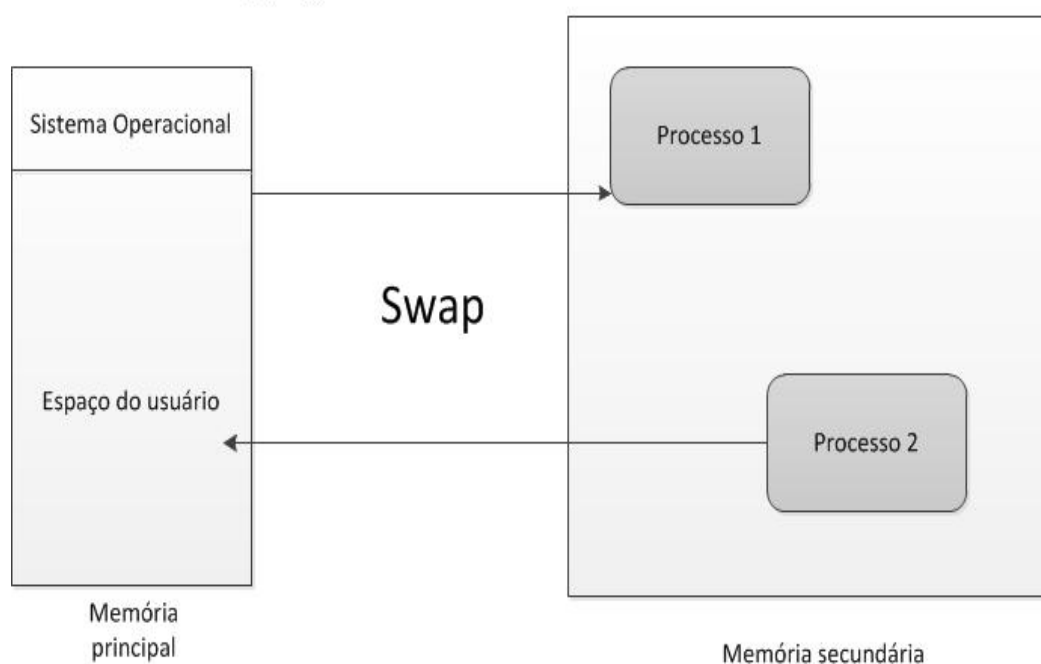 Sistema Operacional
Processo 1
Swap
Espaço do usuário
Processo 2
Memória
principal
Memória secundária